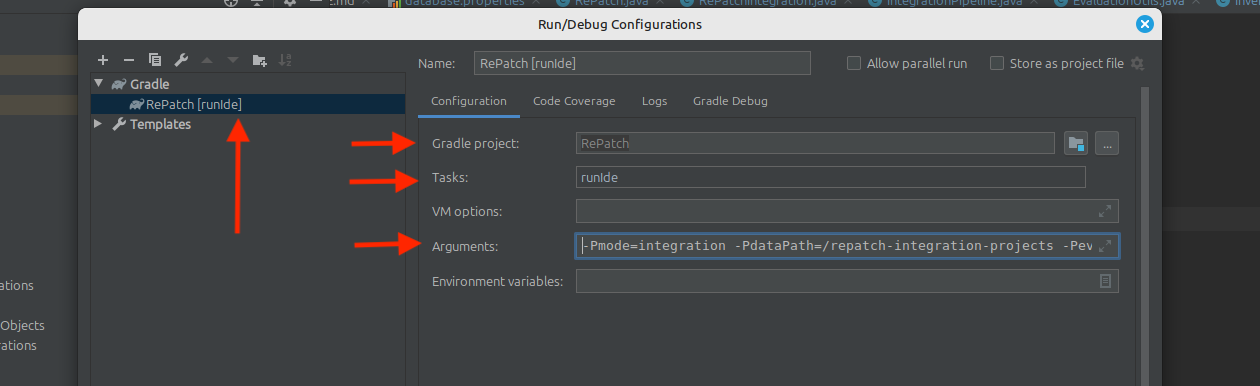 .md database.properties RePatch.java RePatchIntegration.java IntegrationPipeline.java EvaluationUtils.java
Run/Debug Configurations
Name: RePatch [runIde] Allow parallel run Store as project file
Gradle
RePatch [runIde]
Templates
Configuration Code Coverage Logs Gradle Debug
Gradle project: RePatch ...
Tasks: runIde
VM options:
Arguments: -Pmode=integration -PdataPath=/repatch-integration-projects -Pev
Environment variables:
ations
Objects
rations